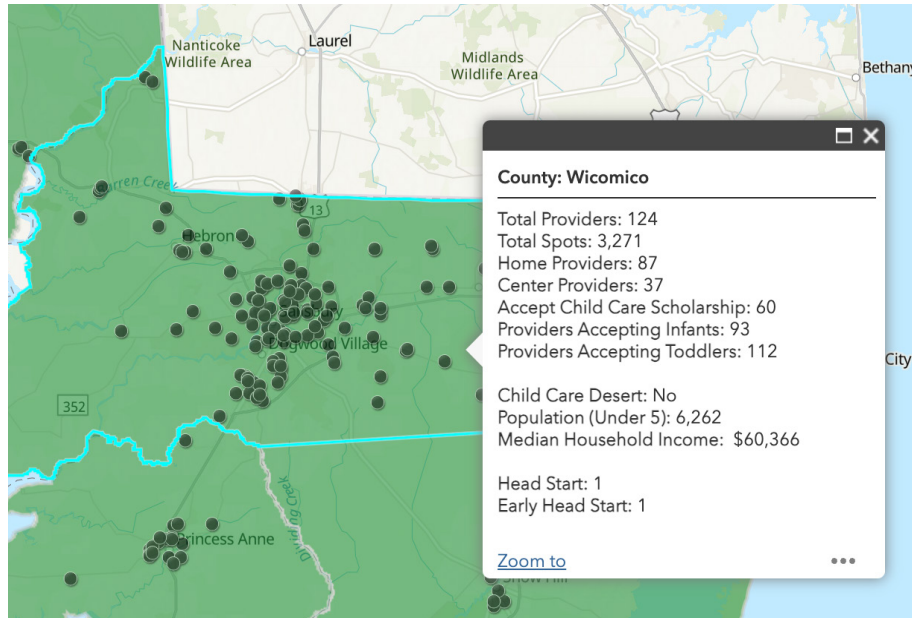 Nanticoke
Wildlife Area
Laurel
Midlands
Wildlife Area
Bethany
County: Wicomico
Total Providers: 124
Total Spots: 3,271
Home Providers: 87
Center Providers: 37
Accept Child Care Scholarship: 60
Providers Accepting Infants: 93
Providers Accepting Toddlers: 112
Child Care Desert: No
Population (Under 5): 6,262
Median Household Income: $60,366
Head Start: 1
Early Head Start: 1
Zoom to
13
Hebron
Dogwood Village
City
352
Princess Anne
Creek